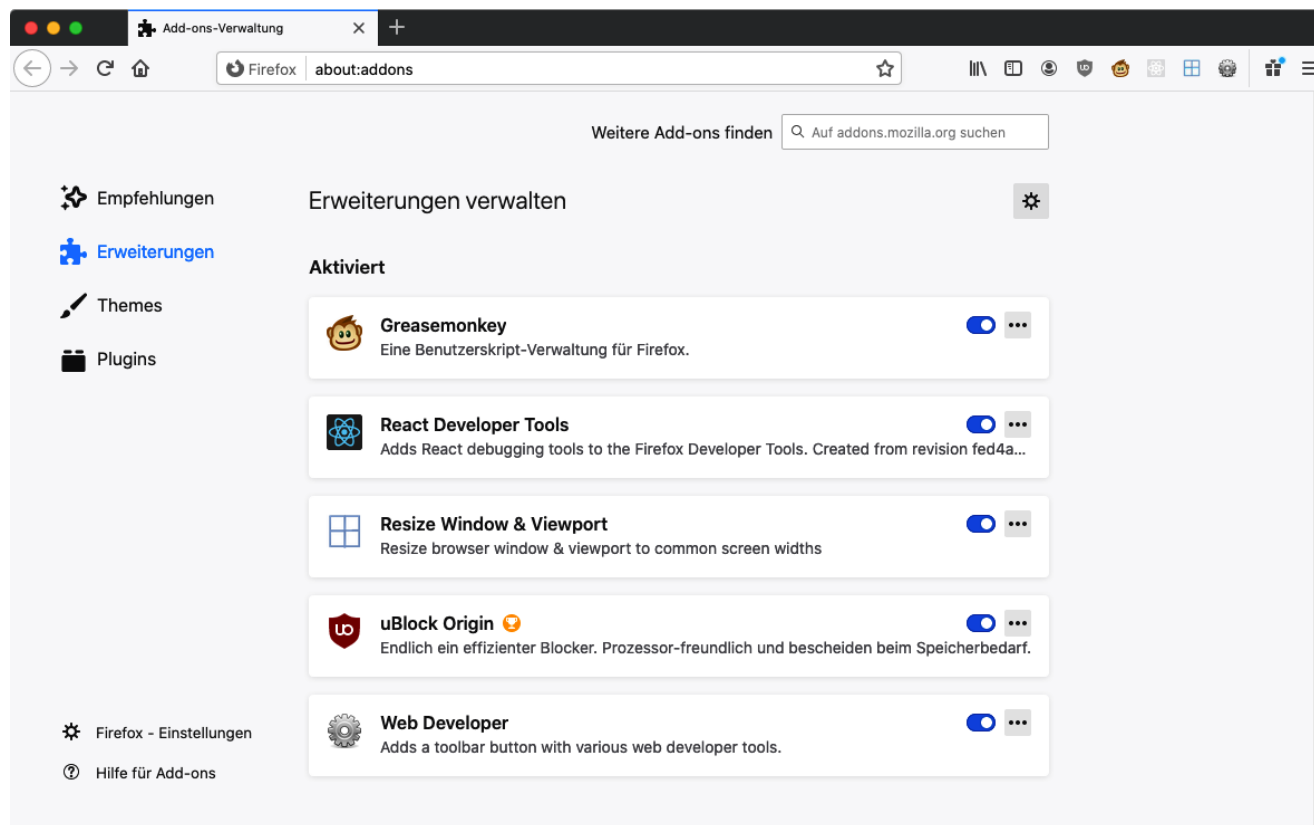 Add-ons-Verwaltung
Firefox about:addons
Weitere Add-ons finden Auf addons.mozilla.org suchen
Empfehlungen
Erweiterungen
Themes
Plugins
Firefox - Einstellungen
Hilfe für Add-ons
Erweiterungen verwalten
Aktiviert
Greasemonkey
Eine Benutzerskript-Verwaltung für Firefox.
React Developer Tools
Adds React debugging tools to the Firefox Developer Tools. Created from revision fed4a...
Resize Window & Viewport
Resize browser window & viewport to common screen widths
uBlock Origin
Endlich ein effizienter Blocker. Prozessor-freundlich und bescheiden beim Speicherbedarf.
Web Developer
Adds a toolbar button with various web developer tools.